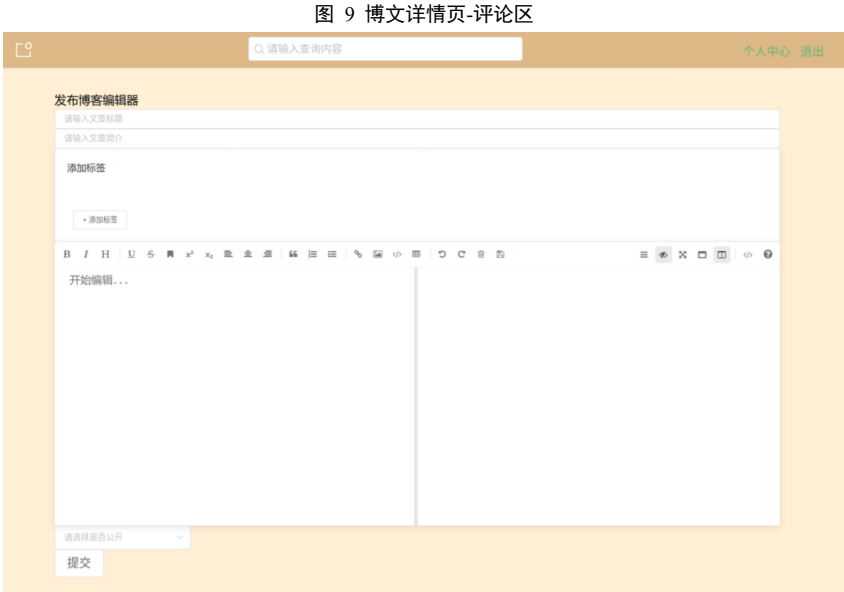 图 9 博文详情页-评论区
请输入查询内容
个人中心 退出
发布博客编辑器
请输入文章标题
请输入文章简介
添加标签
+ 添加标签
B I H U S x² x₂
开始编辑...
请选择是否公开
提交